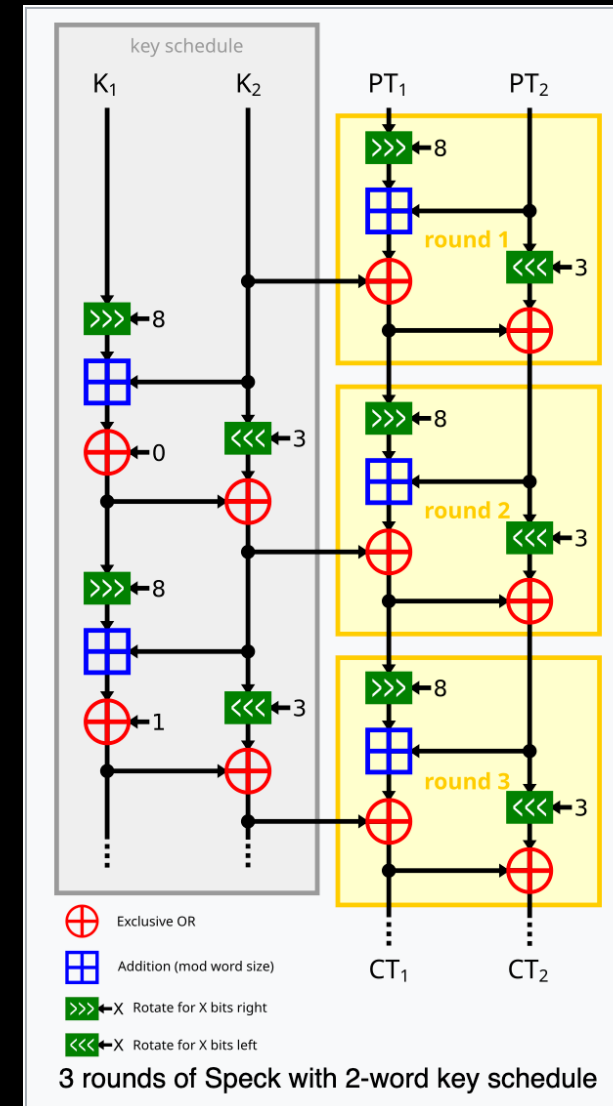 key schedule
K₁ K₂ PT₁ PT₂
>>> 8
round 1
<<< 3
>>> 8
0
<<< 3
>>> 8
round 2
<<< 3
>>> 8
1
<<< 3
>>> 8
round 3
<<< 3
CT₁ CT₂
Exclusive OR
Addition (mod word size)
>>> X Rotate for X bits right
<<< X Rotate for X bits left
3 rounds of Speck with 2-word key schedule